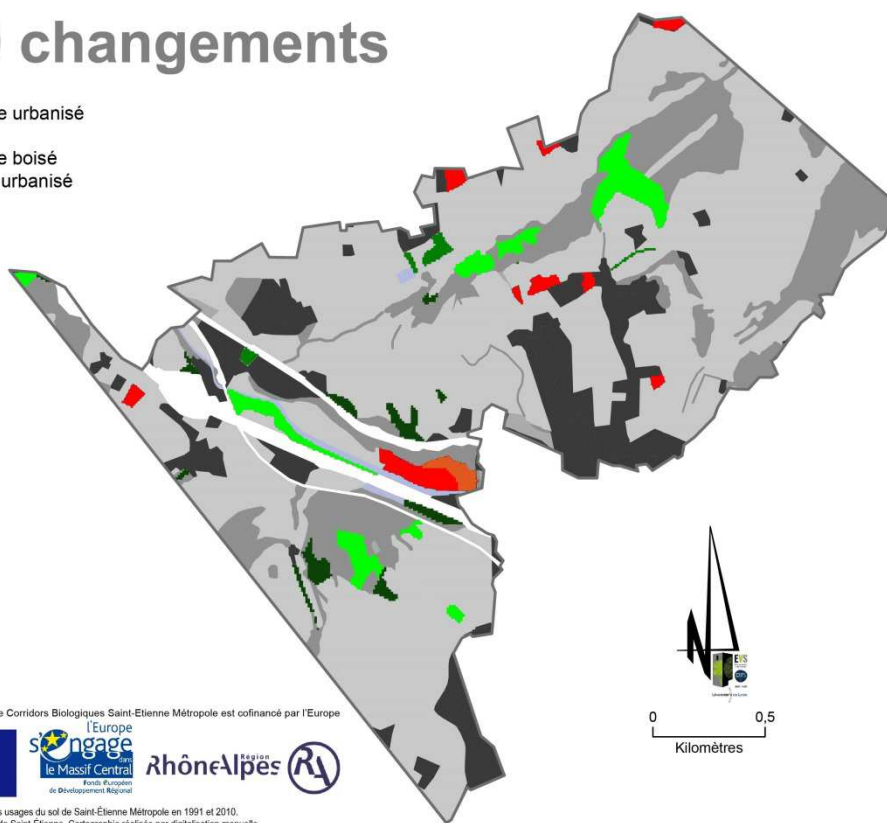 ) changements
e urbanisé
e boisé
urbanisé
EVS
0 0,5
Kilomètres
e Corridors Biologiques Saint-Etienne Métropole est cofinancé par l'Europe
l'Europe
s'engage
dans
le Massif Central
Fonds Européen
de Développement Régional
RhôneAlpes Région
RA
s usages du sol de Saint-Étienne Métropole en 1991 et 2010.